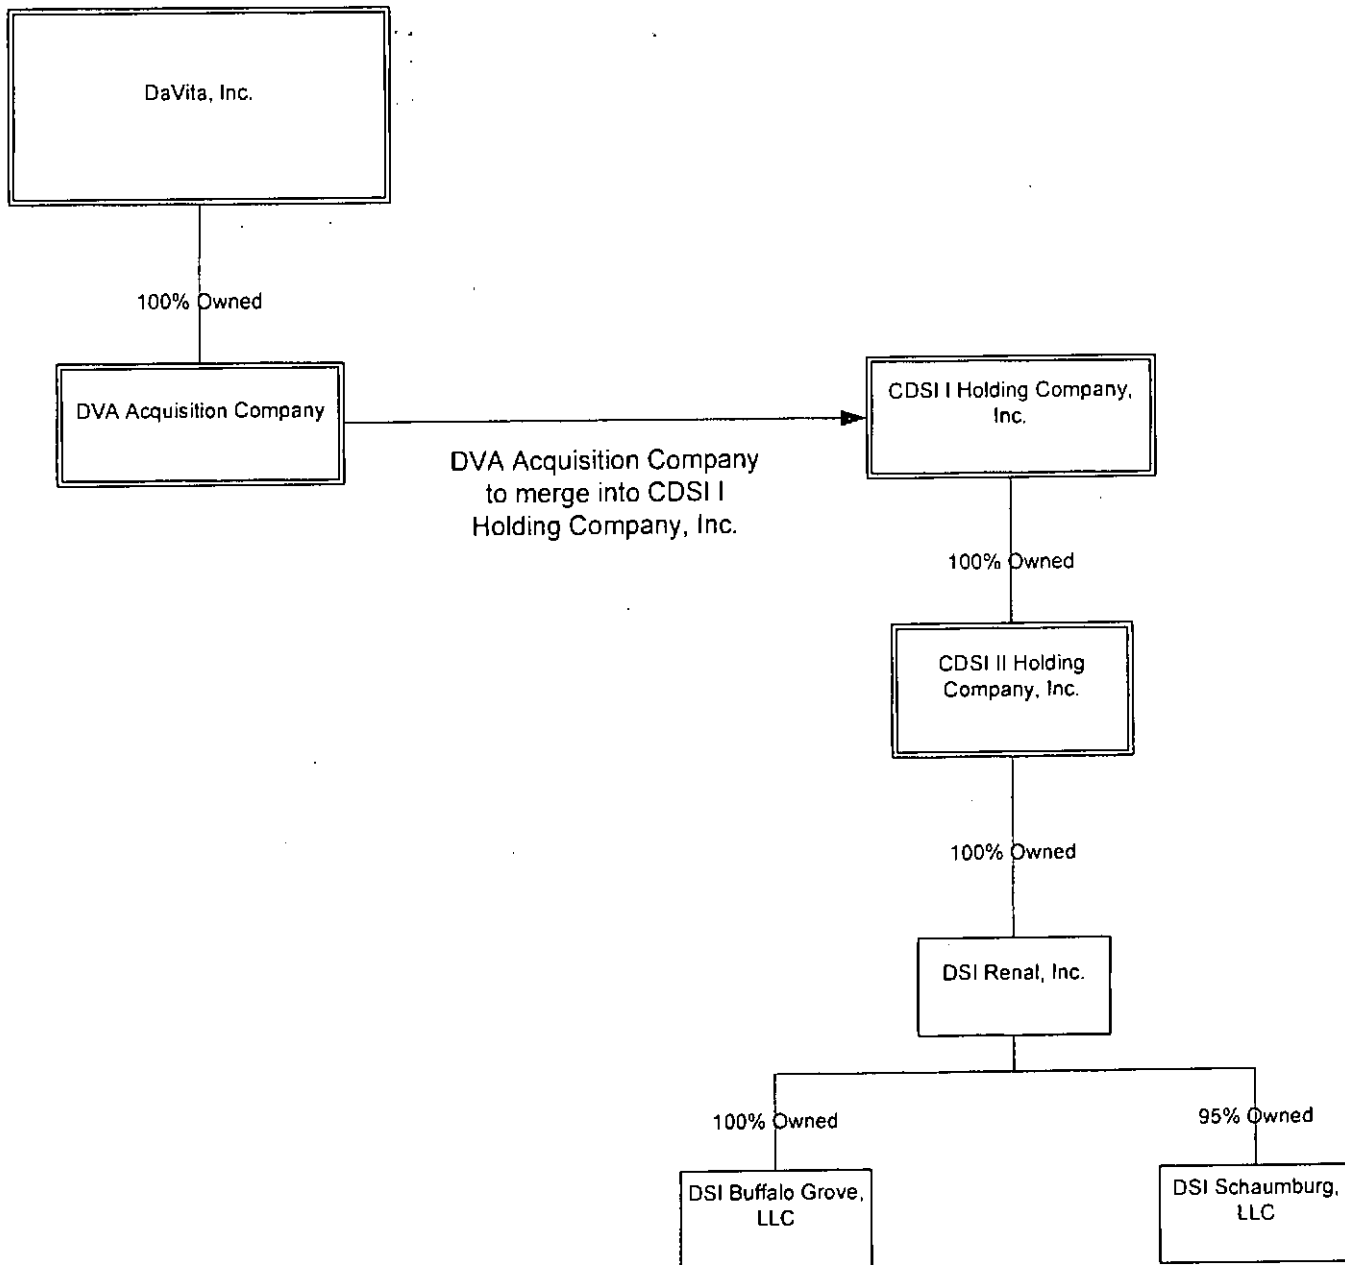 DaVita, Inc.
100% Owned
DVA Acquisition Company
CDSI I Holding Company,
Inc.
DVA Acquisition Company
to merge into CDSI I
Holding Company, Inc.
100% Owned
CDSI II Holding
Company, Inc.
100% Owned
DSI Renal, Inc.
100% Owned
95% Owned
DSI Buffalo Grove,
LLC
DSI Schaumburg,
LLC